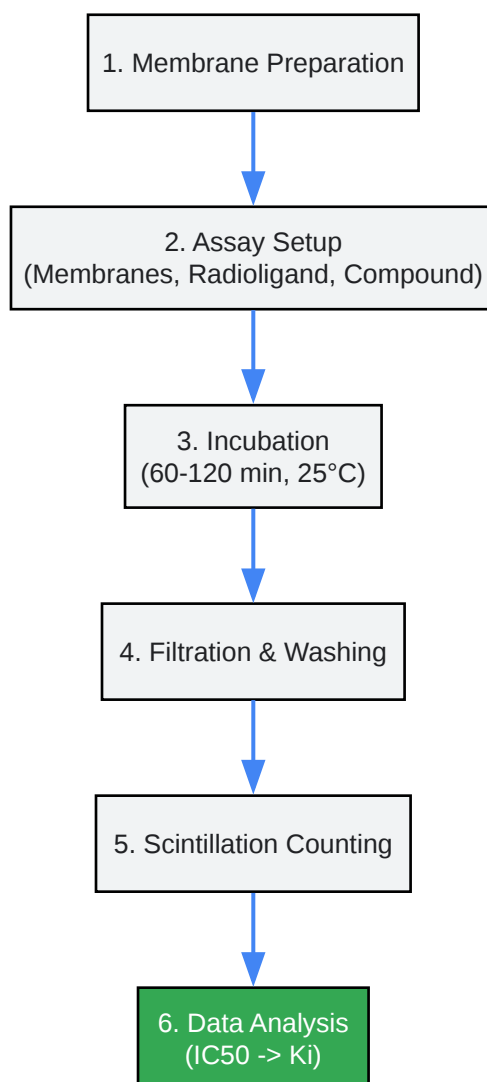 1. Membrane Preparation
2. Assay Setup
(Membranes, Radioligand, Compound)
3. Incubation
(60-120 min, 25°C)
4. Filtration & Washing
5. Scintillation Counting
6. Data Analysis
(IC50 -> Ki)